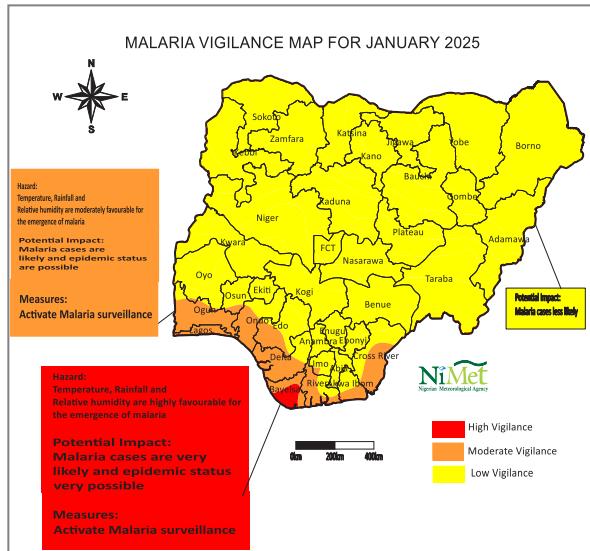 MALARIA VIGILANCE MAP FOR JANUARY 2025
N
W E
S
Sokoto
Zamfara
Katsina
Kano
Jigawa
Yobe
Borno
Kebbi
Bauchi
Gombe
Kaduna
Niger
Plateau
Adamawa
Kwara
FCT
Nasarawa
Taraba
Oyo
Osun
Ekiti
Kogi
Benue
Ogun
Lagos
Ondo
Edo
Enugu
Anambra
Ebonyi
Cross River
Delta
Imo
Abia
Bayelsa
Rivers
Akwa Ibom
Hazard:
Temperature, Rainfall and
Relative humidity are moderately favourable for
the emergence of malaria
Potential Impact:
Malaria cases are
likely and epidemic status
are possible
Measures:
Activate Malaria surveillance
Potential Impact:
Malaria cases less likely
Hazard:
Temperature, Rainfall and
Relative humidity are highly favourable for
the emergence of malaria
Potential Impact:
Malaria cases are very
likely and epidemic status
very possible
Measures:
Activate Malaria surveillance
NiMet
Nigerian Meteorological Agency
0km 200km 400km
High Vigilance
Moderate Vigilance
Low Vigilance